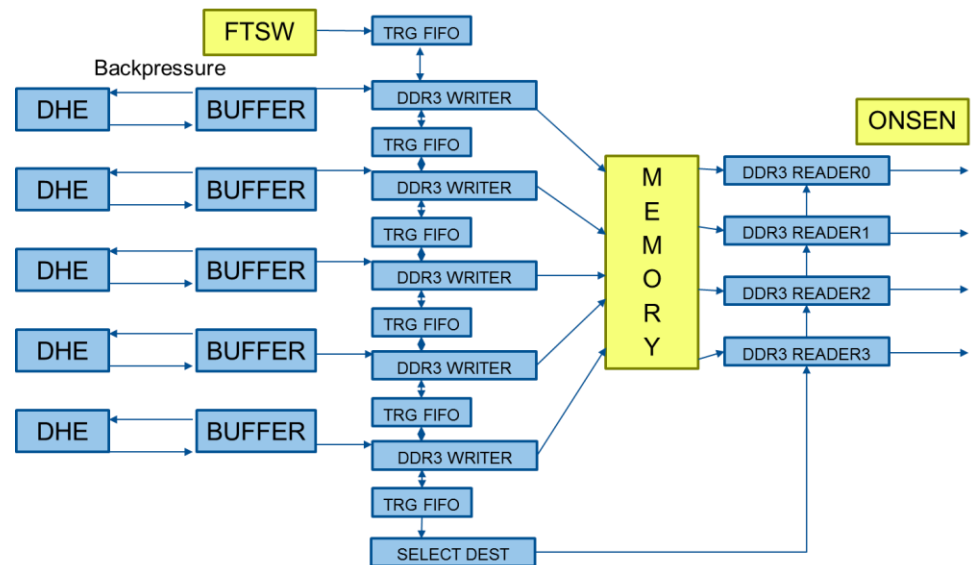 FTSW
TRG FIFO
Backpressure
DHE
BUFFER
DDR3 WRITER
ONSEN
TRG FIFO
DHE
BUFFER
DDR3 WRITER
DDR3 READER0
TRG FIFO
DDR3 READER1
DHE
BUFFER
DDR3 WRITER
DDR3 READER2
TRG FIFO
DHE
BUFFER
DDR3 WRITER
DDR3 READER3
M
E
M
O
R
Y
TRG FIFO
DHE
BUFFER
DDR3 WRITER
TRG FIFO
SELECT DEST